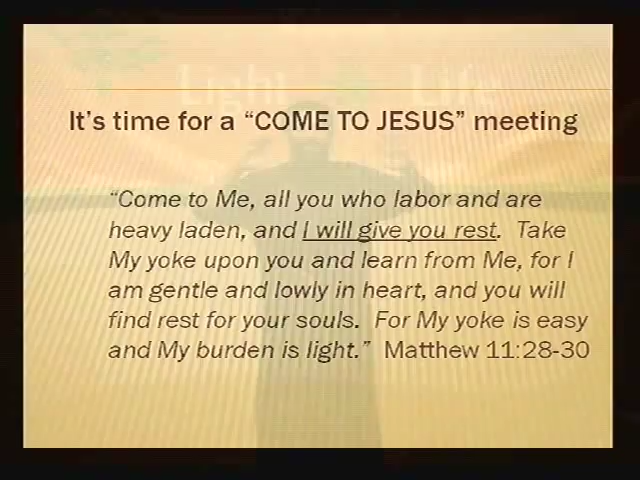 Light Life
It's time for a “COME TO JESUS” meeting
“Come to Me, all you who labor and are
heavy laden, and I will give you rest. Take
My yoke upon you and learn from Me, for I
am gentle and lowly in heart, and you will
find rest for your souls. For My yoke is easy
and My burden is light.” Matthew 11:28-30